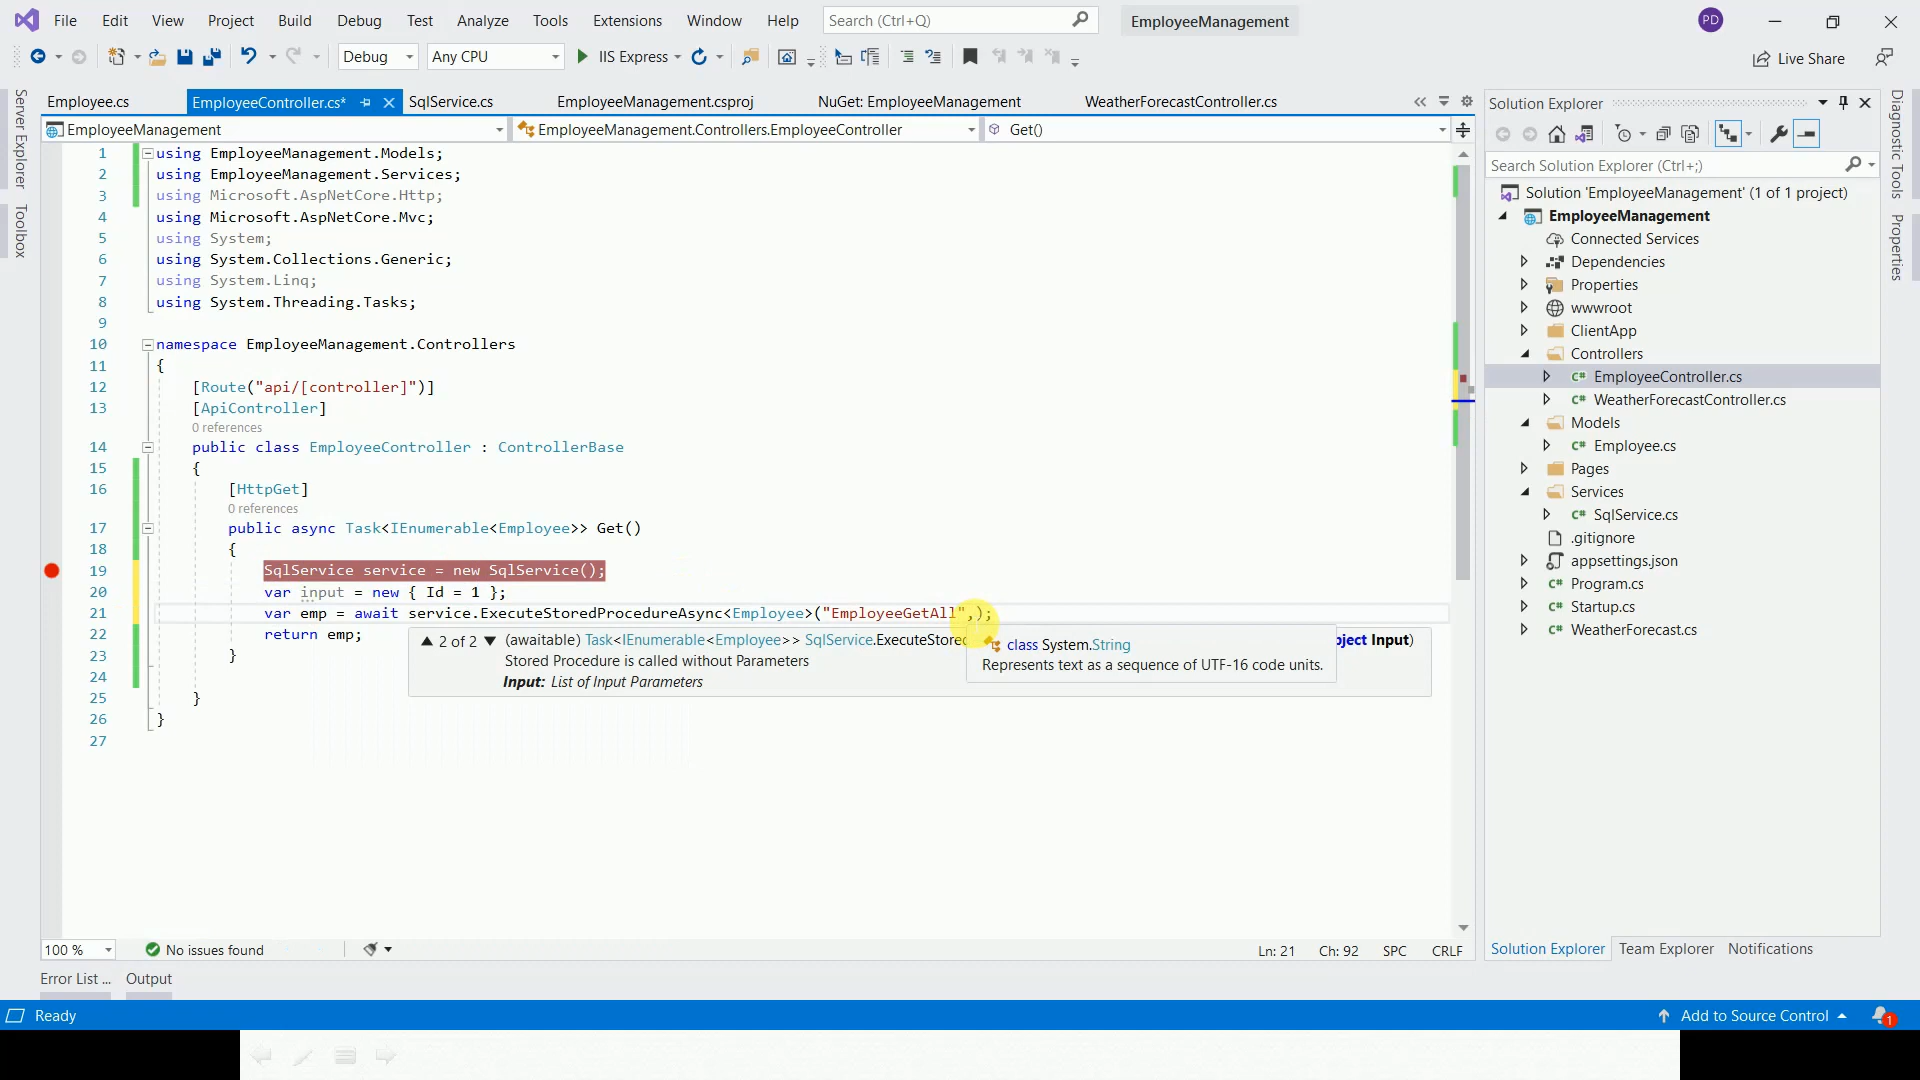 File Edit View Project Build Debug Test Analyze Tools Extensions Window Help Search (Ctrl+Q) EmployeeManagement PD
Debug Any CPU IIS Express Live Share
Employee.cs EmployeeController.cs* SqlService.cs EmployeeManagement.csproj NuGet: EmployeeManagement WeatherForecastController.cs
EmployeeManagement EmployeeManagement.Controllers.EmployeeController Get()
Server Explorer
Toolbox
1 using EmployeeManagement.Models;
2 using EmployeeManagement.Services;
3 using Microsoft.AspNetCore.Http;
4 using Microsoft.AspNetCore.Mvc;
5 using System;
6 using System.Collections.Generic;
7 using System.Linq;
8 using System.Threading.Tasks;
9
10 namespace EmployeeManagement.Controllers
11 {
12 [Route("api/[controller]")]
13 [ApiController]
0 references
14 public class EmployeeController : ControllerBase
15 {
16 [HttpGet]
0 references
17 public async Task<IEnumerable<Employee>> Get()
18 {
19 SqlService service = new SqlService();
20 var input = new { Id = 1 };
21 var emp = await service.ExecuteStoredProcedureAsync<Employee>("EmployeeGetAll",);
22 return emp;
23 }
24
25 }
26 }
27
▲ 2 of 2 ▼ (awaitable) Task<IEnumerable<Employee>> SqlService.ExecuteStored
bject Input)
Stored Procedure is called without Parameters
Input: List of Input Parameters
class System.String
Represents text as a sequence of UTF-16 code units.
100 % No issues found Ln: 21 Ch: 92 SPC CRLF
Error List ... Output
Solution Explorer
Search Solution Explorer (Ctrl+;)
Solution 'EmployeeManagement' (1 of 1 project)
EmployeeManagement
Connected Services
Dependencies
Properties
wwwroot
ClientApp
Controllers
C# EmployeeController.cs
C# WeatherForecastController.cs
Models
C# Employee.cs
Pages
Services
C# SqlService.cs
.gitignore
appsettings.json
C# Program.cs
C# Startup.cs
C# WeatherForecast.cs
Solution Explorer Team Explorer Notifications
Diagnostic Tools
Properties
Ready Add to Source Control 1